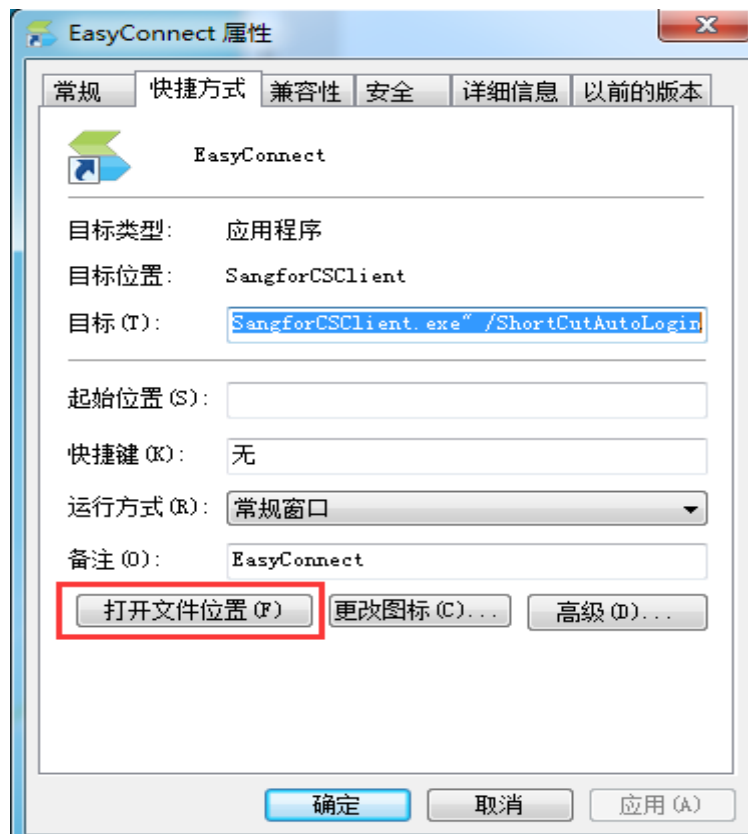 EasyConnect 属性
常规 快捷方式 兼容性 安全 详细信息 以前的版本
EasyConnect
目标类型: 应用程序
目标位置: SangforCSClient
目标(T): SangforCSClient.exe" /ShortCutAutoLogin
起始位置(S):
快捷键(K): 无
运行方式(R): 常规窗口
备注(O): EasyConnect
打开文件位置(F) 更改图标(C)... 高级(D)...
确定 取消 应用(A)